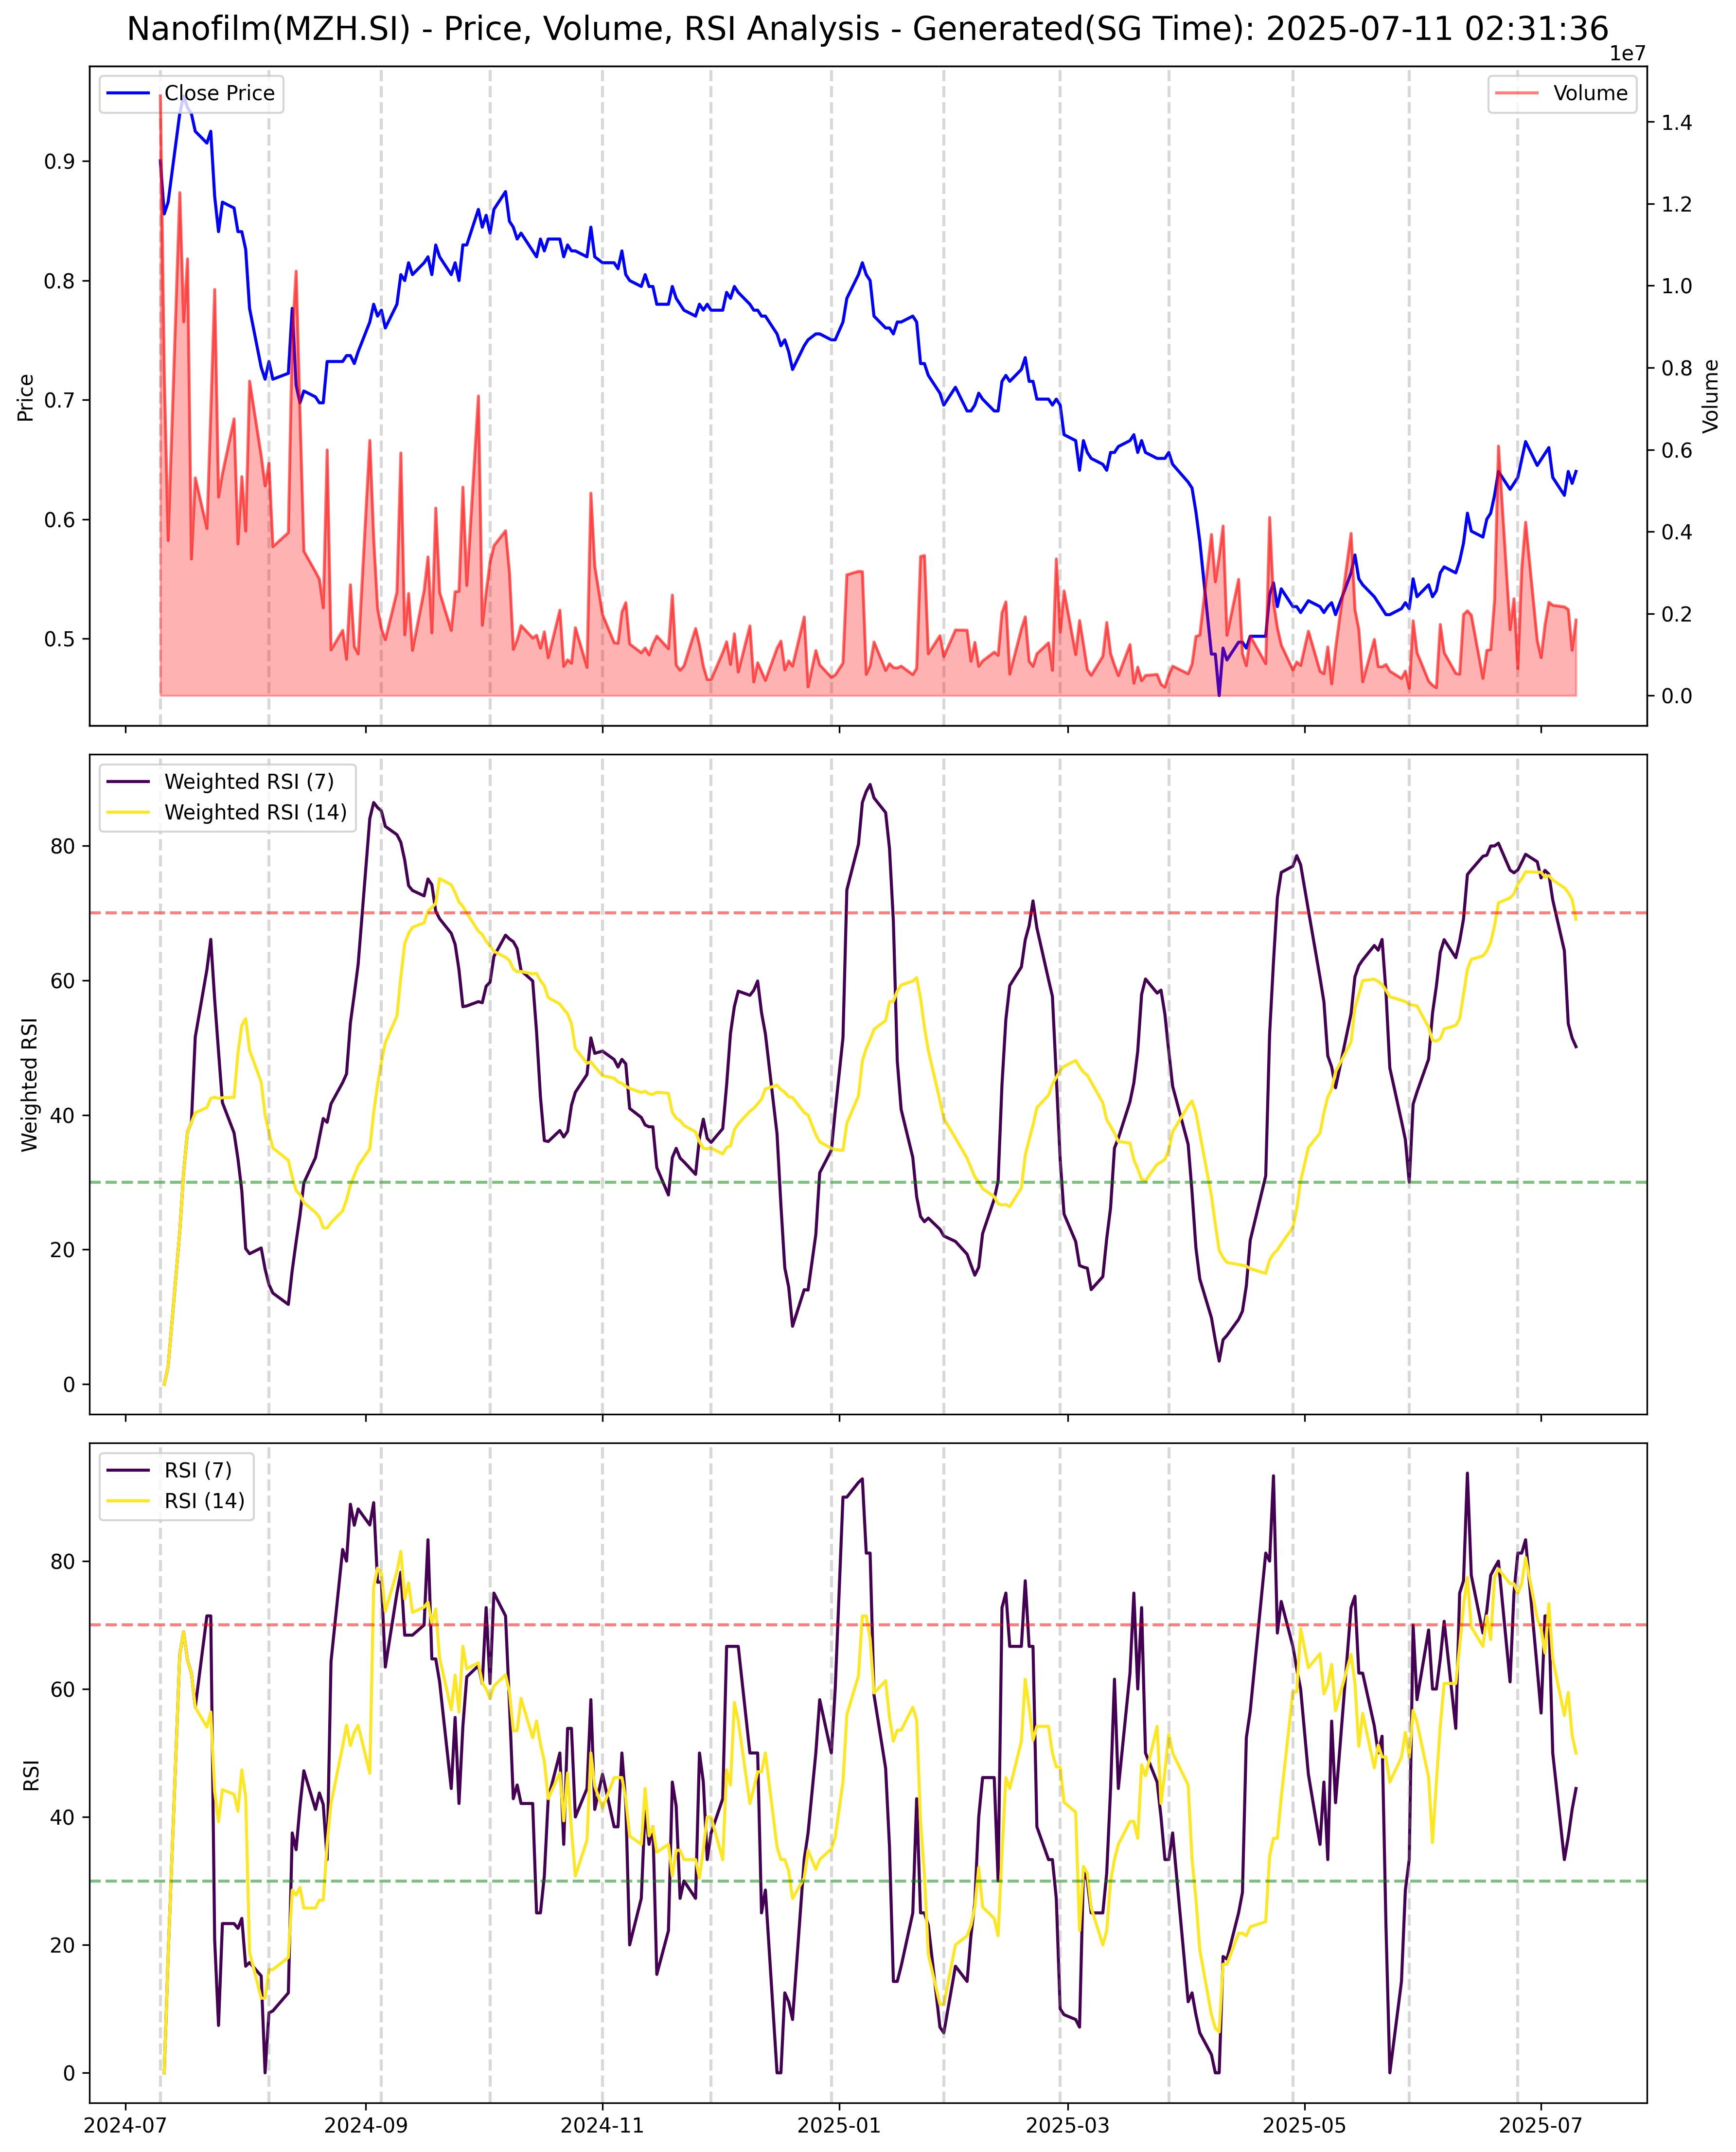 Nanofilm(MZH.SI) - Price, Volume, RSI Analysis - Generated(SG Time): 2025-07-11 02:31:36
1e7
Close Price
Volume
0.9
0.8
0.7
0.6
0.5
Price
1.4
1.2
1.0
0.8
0.6
0.4
0.2
0.0
Volume
Weighted RSI (7)
Weighted RSI (14)
80
60
40
20
0
Weighted RSI
RSI (7)
RSI (14)
80
60
40
20
0
RSI
2024-07
2024-09
2024-11
2025-01
2025-03
2025-05
2025-07